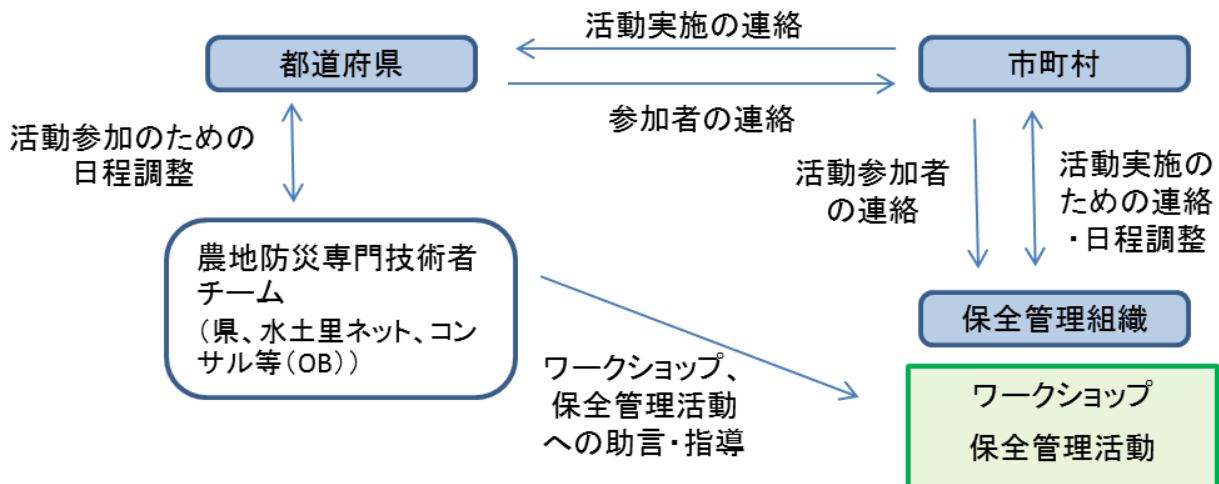 活動実施の連絡
都道府県
市町村
参加者の連絡
活動参加のための
日程調整
活動参加者
の連絡
活動実施の
ための連絡
・日程調整
農地防災専門技術者
チーム
（県、水土里ネット、コン
サル等（OB））
保全管理組織
ワークショップ、
保全管理活動
への助言・指導
ワークショップ
保全管理活動